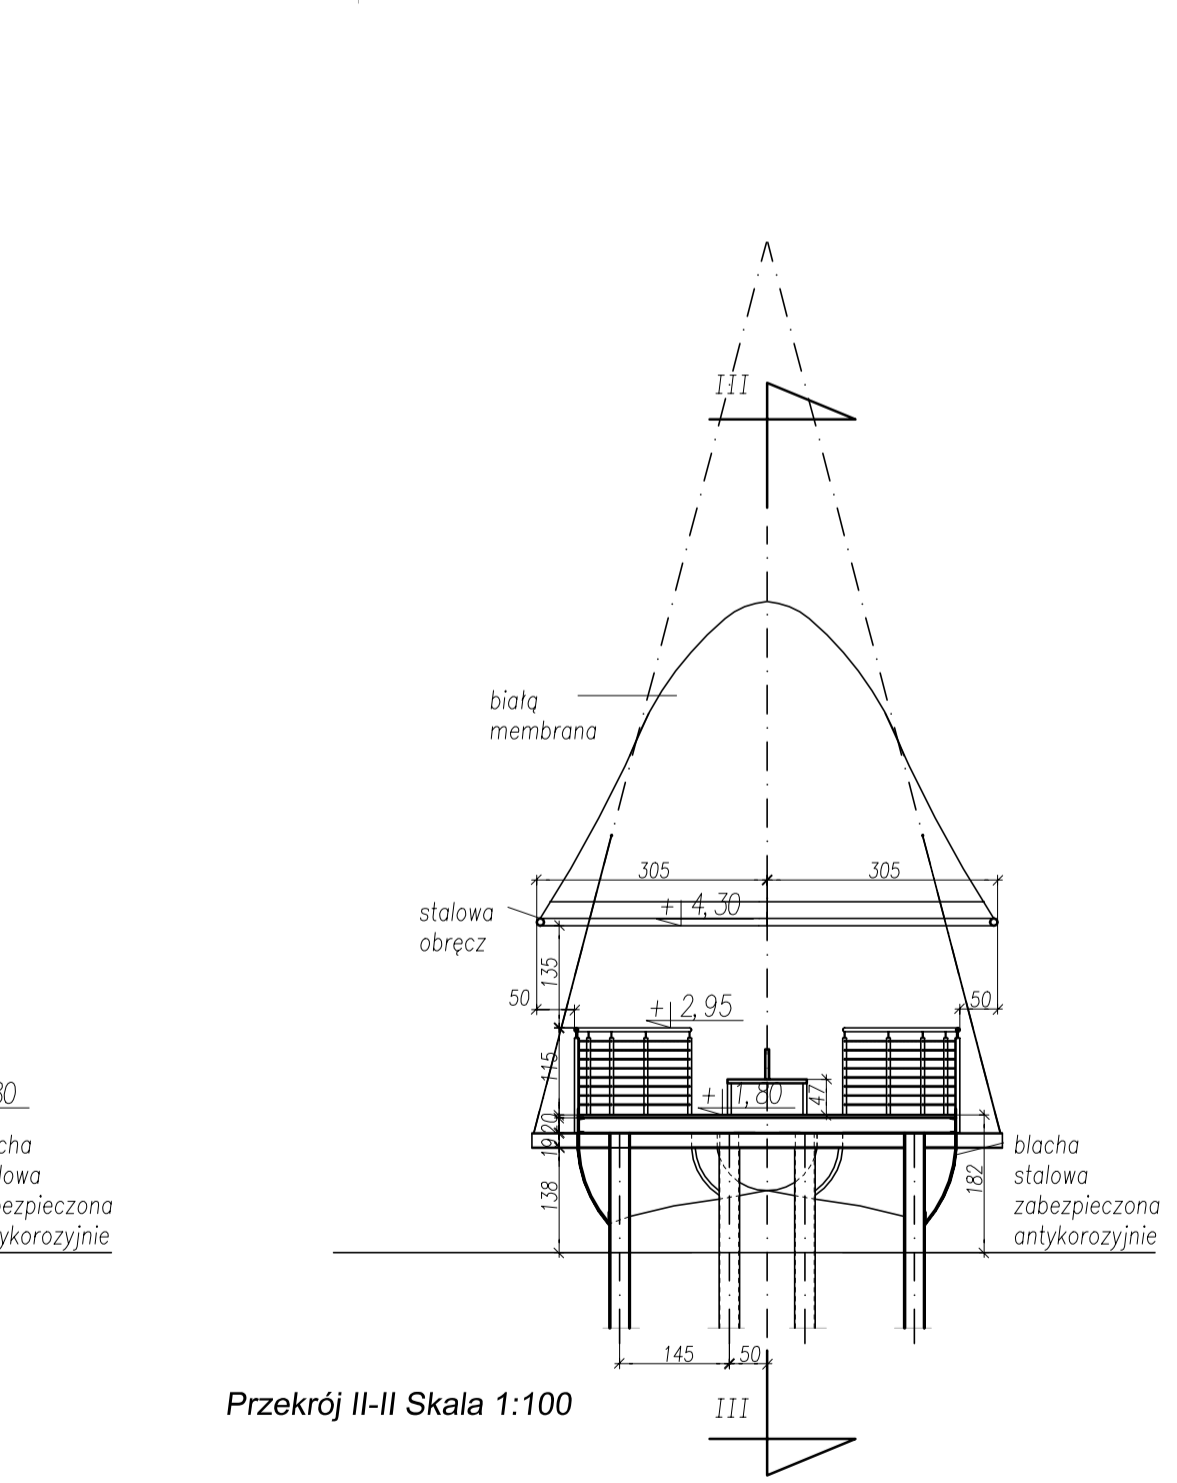 III
białą
membrana
305
305
+ 4,30
stalowa
obręcz
135
50
50
+ 2,95
115
47
+ 1,80
20
19
138
182
blacha
stalowa
zabezpieczona
antykorozyjnie
80
cha
lowa
ezpieczona
ykorozyjnie
145
50
Przekrój II-II Skala 1:100
III